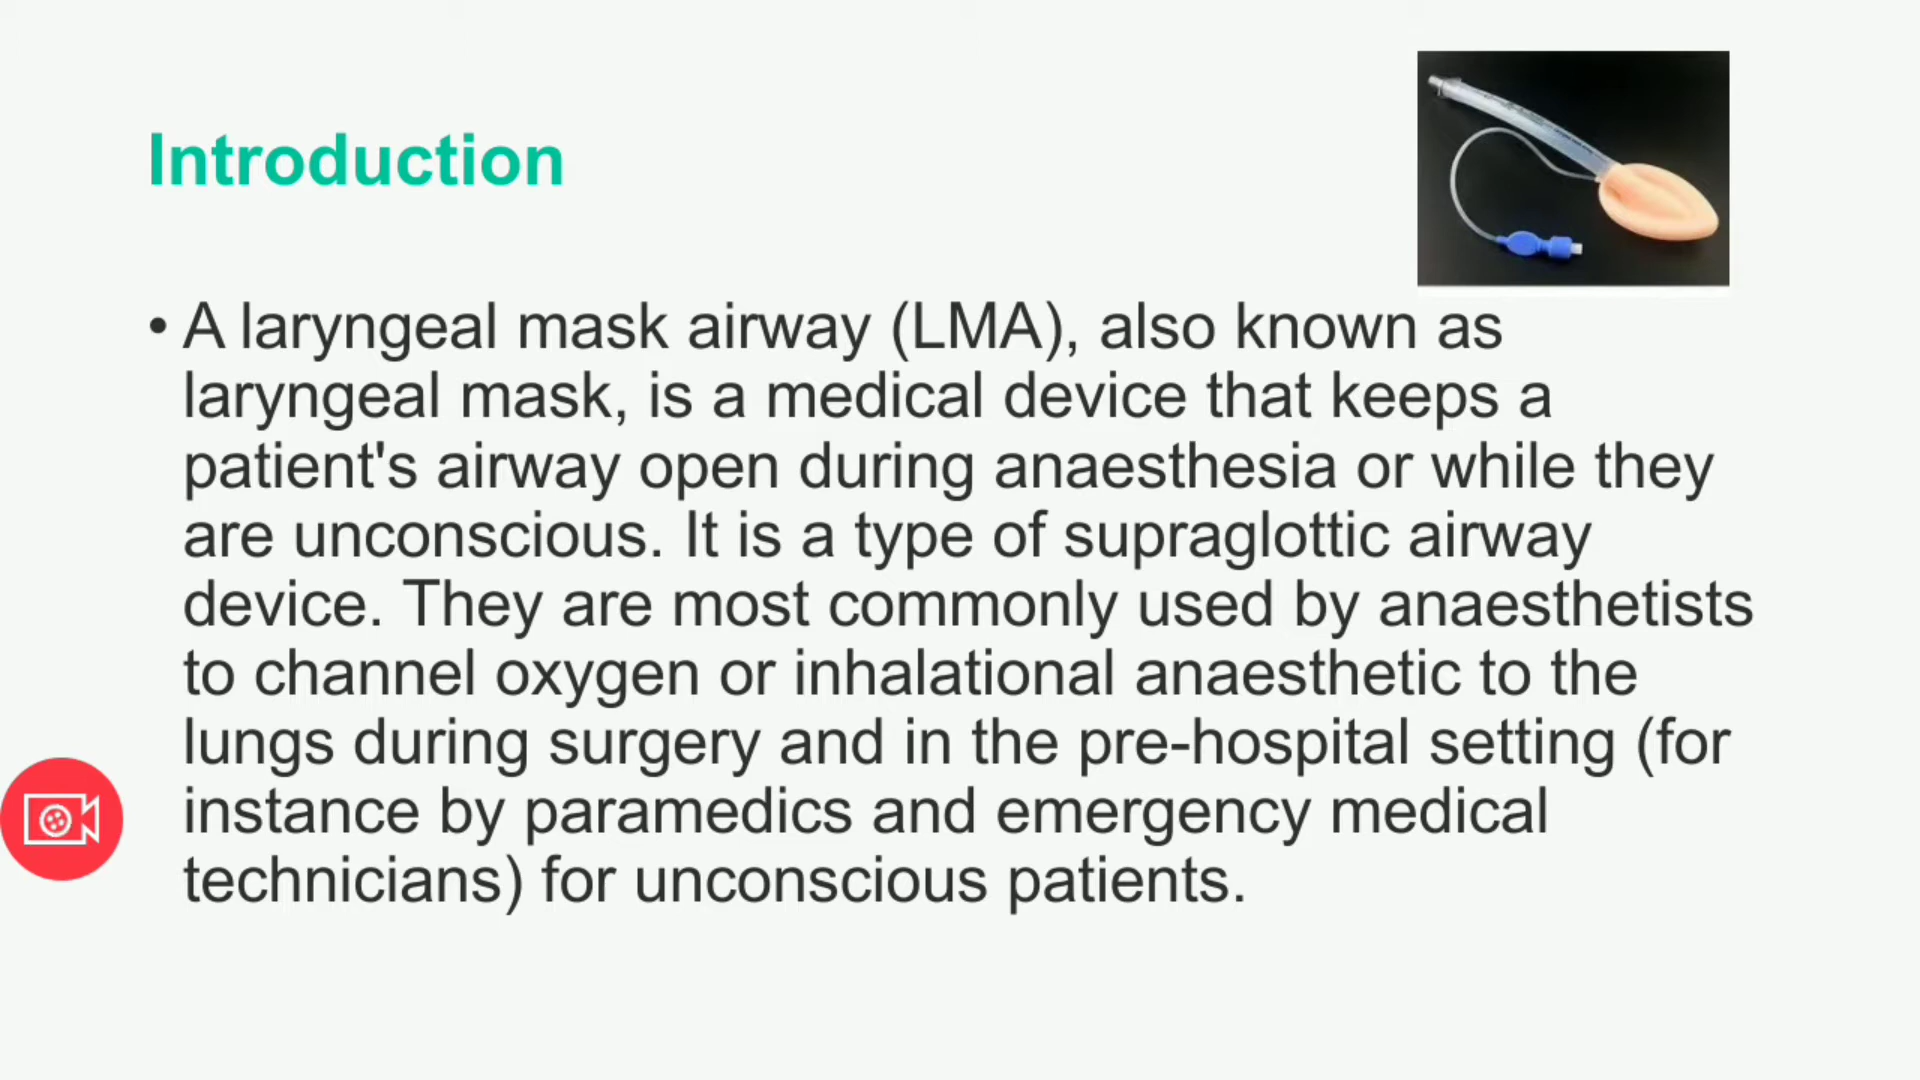 Introduction
• A laryngeal mask airway (LMA), also known as
laryngeal mask, is a medical device that keeps a
patient's airway open during anaesthesia or while they
are unconscious. It is a type of supraglottic airway
device. They are most commonly used by anaesthetists
to channel oxygen or inhalational anaesthetic to the
lungs during surgery and in the pre-hospital setting (for
instance by paramedics and emergency medical
technicians) for unconscious patients.